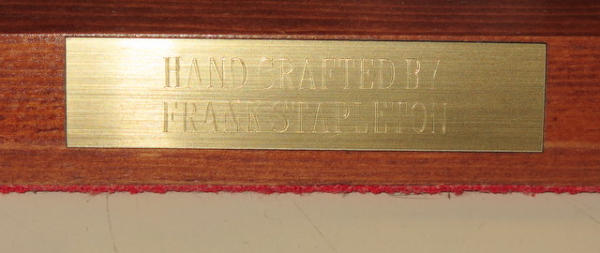 HAND CRAFTED BY
FRANK STAPLETON